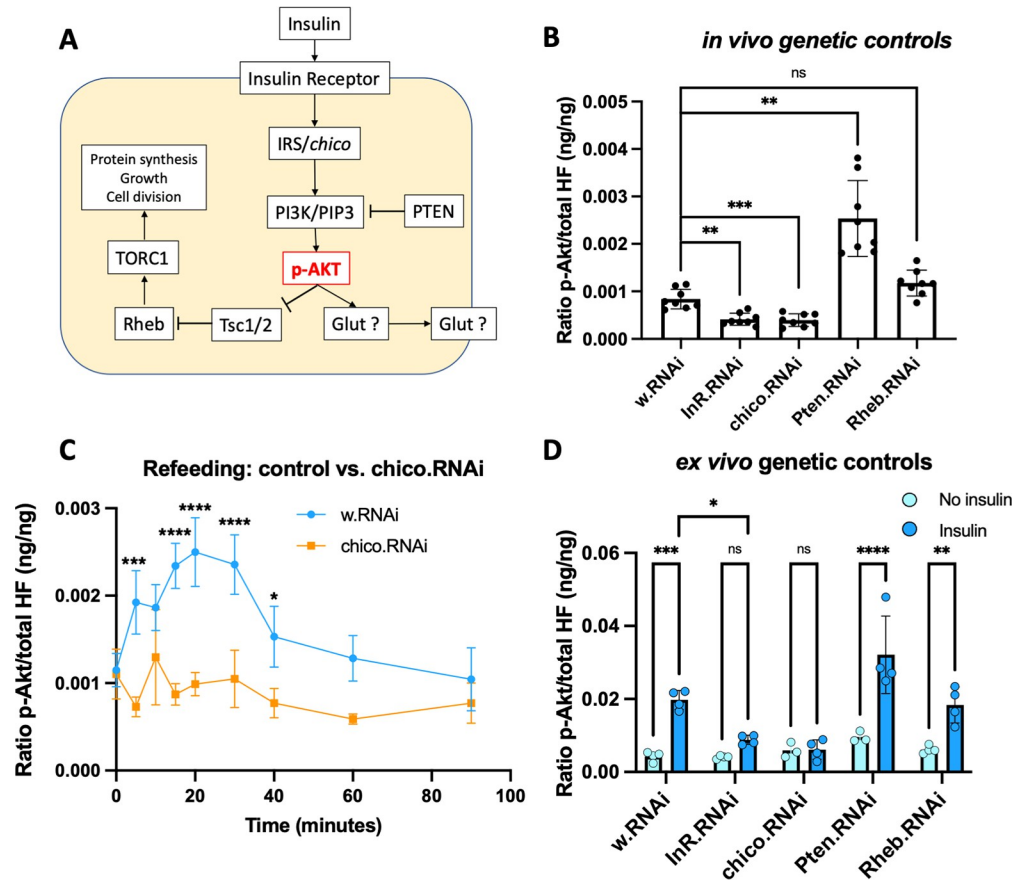 A
Insulin
Insulin Receptor
IRS/chico
Protein synthesis
Growth
Cell division
PI3K/PIP3
PTEN
TORC1
p-AKT
Rheb
Tsc1/2
Glut ?
Glut ?
B
in vivo genetic controls
ns
**
***
**
Ratio p-Akt/total HF (ng/ng)
0.005
0.004
0.003
0.002
0.001
0.000
w.RNAi
InR.RNAi
chico.RNAi
Pten.RNAi
Rheb.RNAi
C
Refeeding: control vs. chico.RNAi
Ratio p-Akt/total HF (ng/ng)
0.003
0.002
0.001
0.000
***
****
****
****
*
w.RNAi
chico.RNAi
0
20
40
60
80
100
Time (minutes)
D
ex vivo genetic controls
No insulin
Insulin
Ratio p-Akt/total HF (ng/ng)
0.06
0.04
0.02
0.00
*
***
ns
ns
****
**
w.RNAi
InR.RNAi
chico.RNAi
Pten.RNAi
Rheb.RNAi